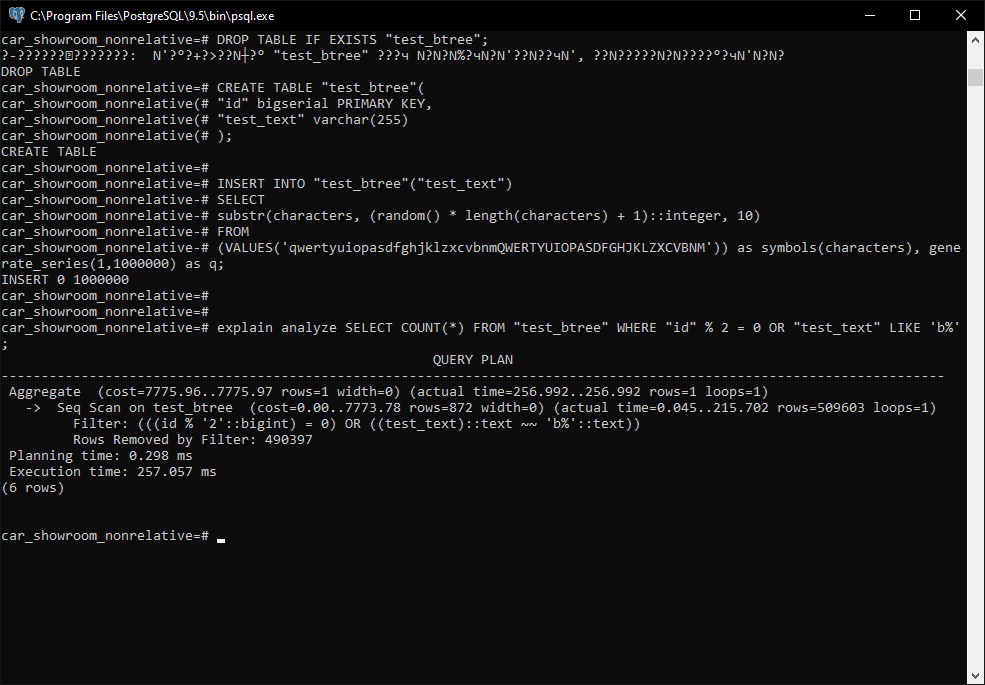 C:\Program Files\PostgreSQL\9.5\bin\psql.exe
car_showroom_nonrelative=# DROP TABLE IF EXISTS "test_btree";
"test_btree"
DROP TABLE
car_showroom_nonrelative=# CREATE TABLE "test_btree"(
car_showroom_nonrelative(# "id" bigserial PRIMARY KEY,
car_showroom_nonrelative(# "test_text" varchar(255)
car_showroom_nonrelative(# );
CREATE TABLE
car_showroom_nonrelative=#
car_showroom_nonrelative=# INSERT INTO "test_btree"("test_text")
car_showroom_nonrelative-# SELECT
car_showroom_nonrelative-# substr(characters, (random() * length(characters) + 1)::integer, 10)
car_showroom_nonrelative-# FROM
car_showroom_nonrelative-# (VALUES('qwertyuiopasdfghjklzxcvbnmQWERTYUIOPASDFGHJKLZXCVBNM')) as symbols(characters), gene
rate_series(1,1000000) as q;
INSERT 0 1000000
car_showroom_nonrelative=#
car_showroom_nonrelative=#
car_showroom_nonrelative=# explain analyze SELECT COUNT(*) FROM "test_btree" WHERE "id" % 2 = 0 OR "test_text" LIKE 'b%'
;
QUERY PLAN
----------------------------------------------------------------------------------------------------------------------
Aggregate  (cost=7775.96..7775.97 rows=1 width=0) (actual time=256.992..256.992 rows=1 loops=1)
->  Seq Scan on test_btree  (cost=0.00..7773.78 rows=872 width=0) (actual time=0.045..215.702 rows=509603 loops=1)
Filter: (((id % '2'::bigint) = 0) OR ((test_text)::text ~~ 'b%'::text))
Rows Removed by Filter: 490397
Planning time: 0.298 ms
Execution time: 257.057 ms
(6 rows)
car_showroom_nonrelative=#